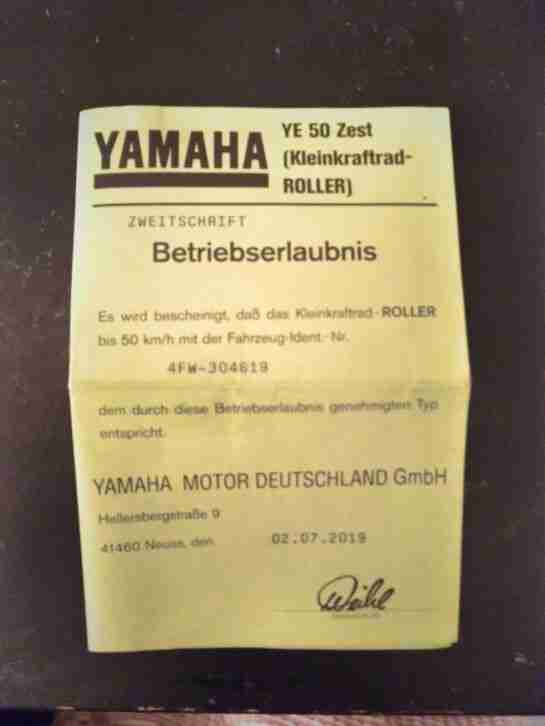 YAMAHA
YE 50 Zest
(Kleinkraftrad-
ROLLER)
ZWEITSCHRIFT
Betriebserlaubnis
Es wird bescheinigt, daß das Kleinkraftrad-ROLLER
bis 50 km/h mit der Fahrzeug-Ident.-Nr.
4FW-304619
dem durch diese Betriebserlaubnis genehmigten Typ
entspricht.
YAMAHA MOTOR DEUTSCHLAND GmbH
Hellersbergstraße 9
41460 Neuss, den
02.07.2019